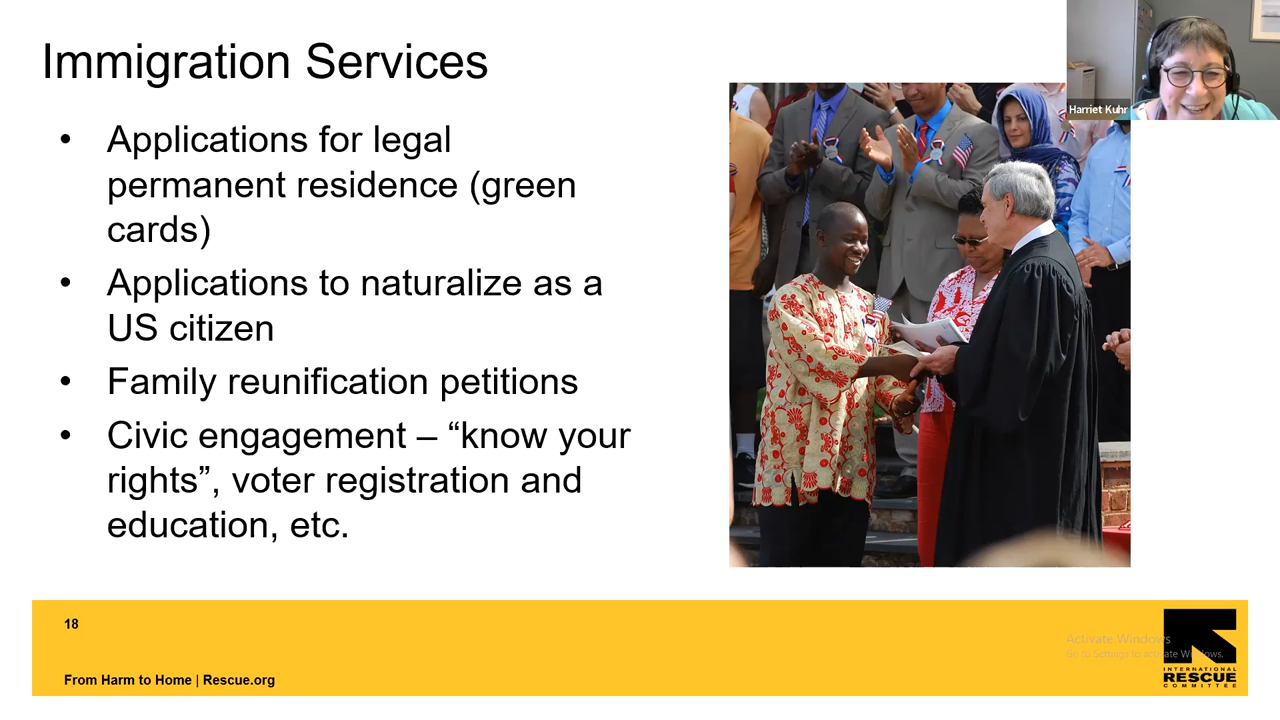 Immigration Services
Harriet Kuhr
• Applications for legal
permanent residence (green
cards)
• Applications to naturalize as a
US citizen
• Family reunification petitions
• Civic engagement – “know your
rights”, voter registration and
education, etc.
18
Activate Windows
Go to Settings to activate Windows.
From Harm to Home | Rescue.org
INTERNATIONAL
RESCUE
COMMITTEE